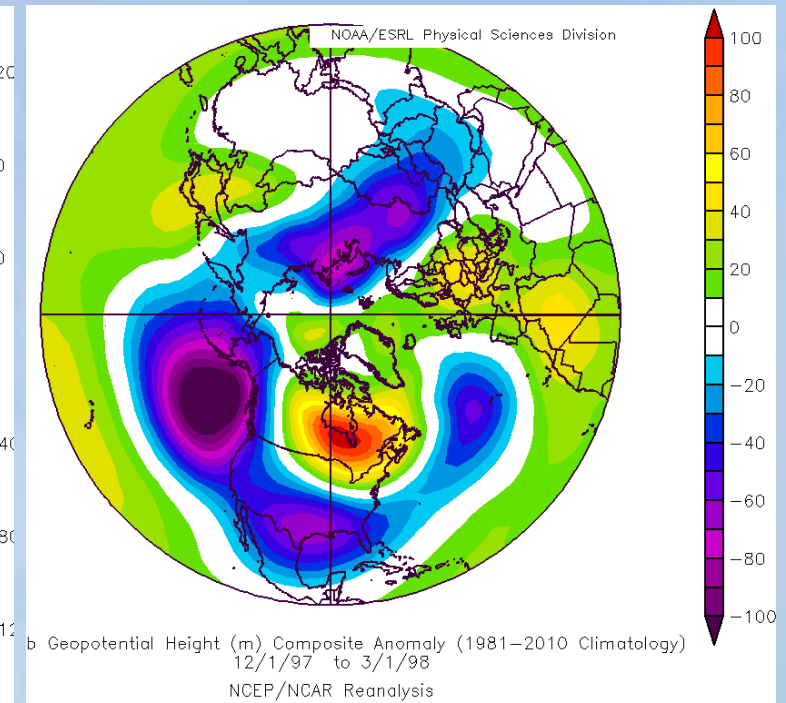 NOAA/ESRL Physical Sciences Division
100
80
60
40
20
0
−20
−40
−60
−80
−100
b Geopotential Height (m) Composite Anomaly (1981−2010 Climatology)
12/1/97 to 3/1/98
NCEP/NCAR Reanalysis